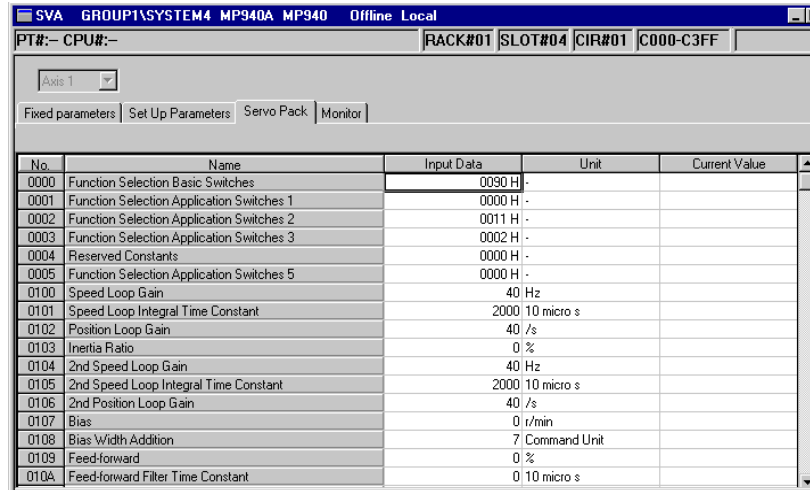 SVA GROUP1\SYSTEM4 MP940A MP940 Offline Local
PT#:– CPU#:– RACK#01 SLOT#04 CIR#01 C000-C3FF
Axis 1
Fixed parameters Set Up Parameters Servo Pack Monitor
No. Name Input Data Unit Current Value
0000 Function Selection Basic Switches 0090 H -
0001 Function Selection Application Switches 1 0000 H -
0002 Function Selection Application Switches 2 0011 H -
0003 Function Selection Application Switches 3 0002 H -
0004 Reserved Constants 0000 H -
0005 Function Selection Application Switches 5 0000 H -
0100 Speed Loop Gain 40 Hz
0101 Speed Loop Integral Time Constant 2000 10 micro s
0102 Position Loop Gain 40 /s
0103 Inertia Ratio 0 %
0104 2nd Speed Loop Gain 40 Hz
0105 2nd Speed Loop Integral Time Constant 2000 10 micro s
0106 2nd Position Loop Gain 40 /s
0107 Bias 0 r/min
0108 Bias Width Addition 7 Command Unit
0109 Feed-forward 0 %
010A Feed-forward Filter Time Constant 0 10 micro s